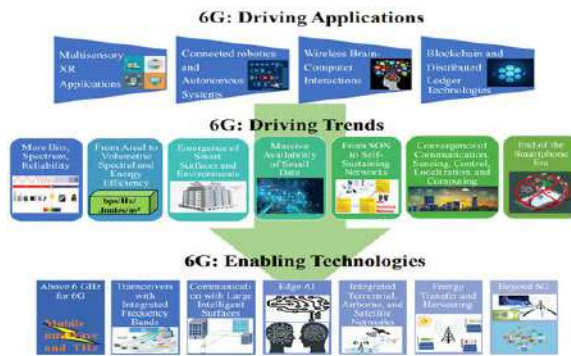 6G: Driving Applications
Multisensory
XR
Applications
Connected robotics
and
Autonomous
Systems
Wireless Brain-
Computer
Interactions
Blockchain and
Distributed
Ledger
Technologies
6G: Driving Trends
More Bits,
Spectrum,
Reliability
From Areal to
Volumetric
Spectral and
Energy
Efficiency
bps/Hz/
Joules/m³
Emergence of
Smart
Surfaces and
Environments
Massive
Availability of
Small Data
From SON
to Self-
Sustaining
Networks
Convergence of
Communication,
Sensing, Control,
Localization, and
Computing
End of the
Smartphone
Era
6G: Enabling Technologies
Above 6 GHz
for 6G
Mobile
and
THz
Transceivers
with
Integrated
Frequency
Bands
Communicati
on with Large
Intelligent
Surfaces
Edge AI
Integrated
Terrestrial,
Airborne, and
Satellite Networks
Energy
Transfer and
Harvesting
Beyond 6G